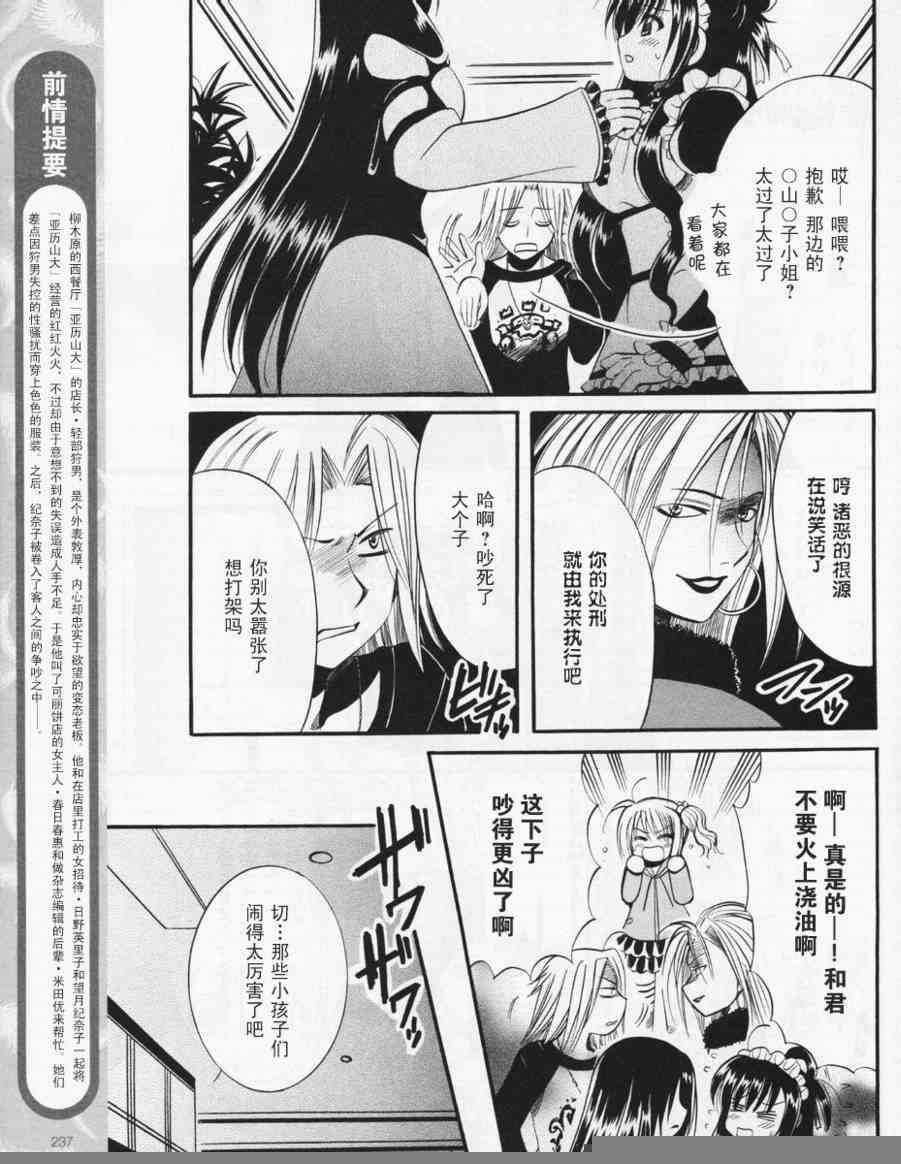 哎— 喂喂?
抱歉 那边的
○山○子小姐?
太过了太过了
大家都在
看着呢
哼 诸恶的根源
在说笑话了
你的处刑
就由我来执行吧
哈啊?吵死了
大个子
你别太嚣张了
想打架吗
ズーン
ビキッ
啊— 真是的—!和君
不要火上浇油啊
这下子
吵得更凶了啊
ギャアギャア
切…那些小孩子们
闹得太厉害了吧
前情提要
柳木原的西餐厅「亚历山大」的店长·轻部狩男,是个外表敦厚,内心却忠实于欲望的变态老板。他和在店里打工的女招待·日野英里子和望月纪奈子一起将
「亚历山大」经营的红红火火,不过却由于意想不到的失误造成人手不足。于是他叫了可丽饼店的女主人·春日春惠和做杂志编辑的后辈·米田优来帮忙。她们
差点因狩男失控的性骚扰而穿上色色的服装。之后,纪奈子被卷入了客人之间的争吵之中——。
237